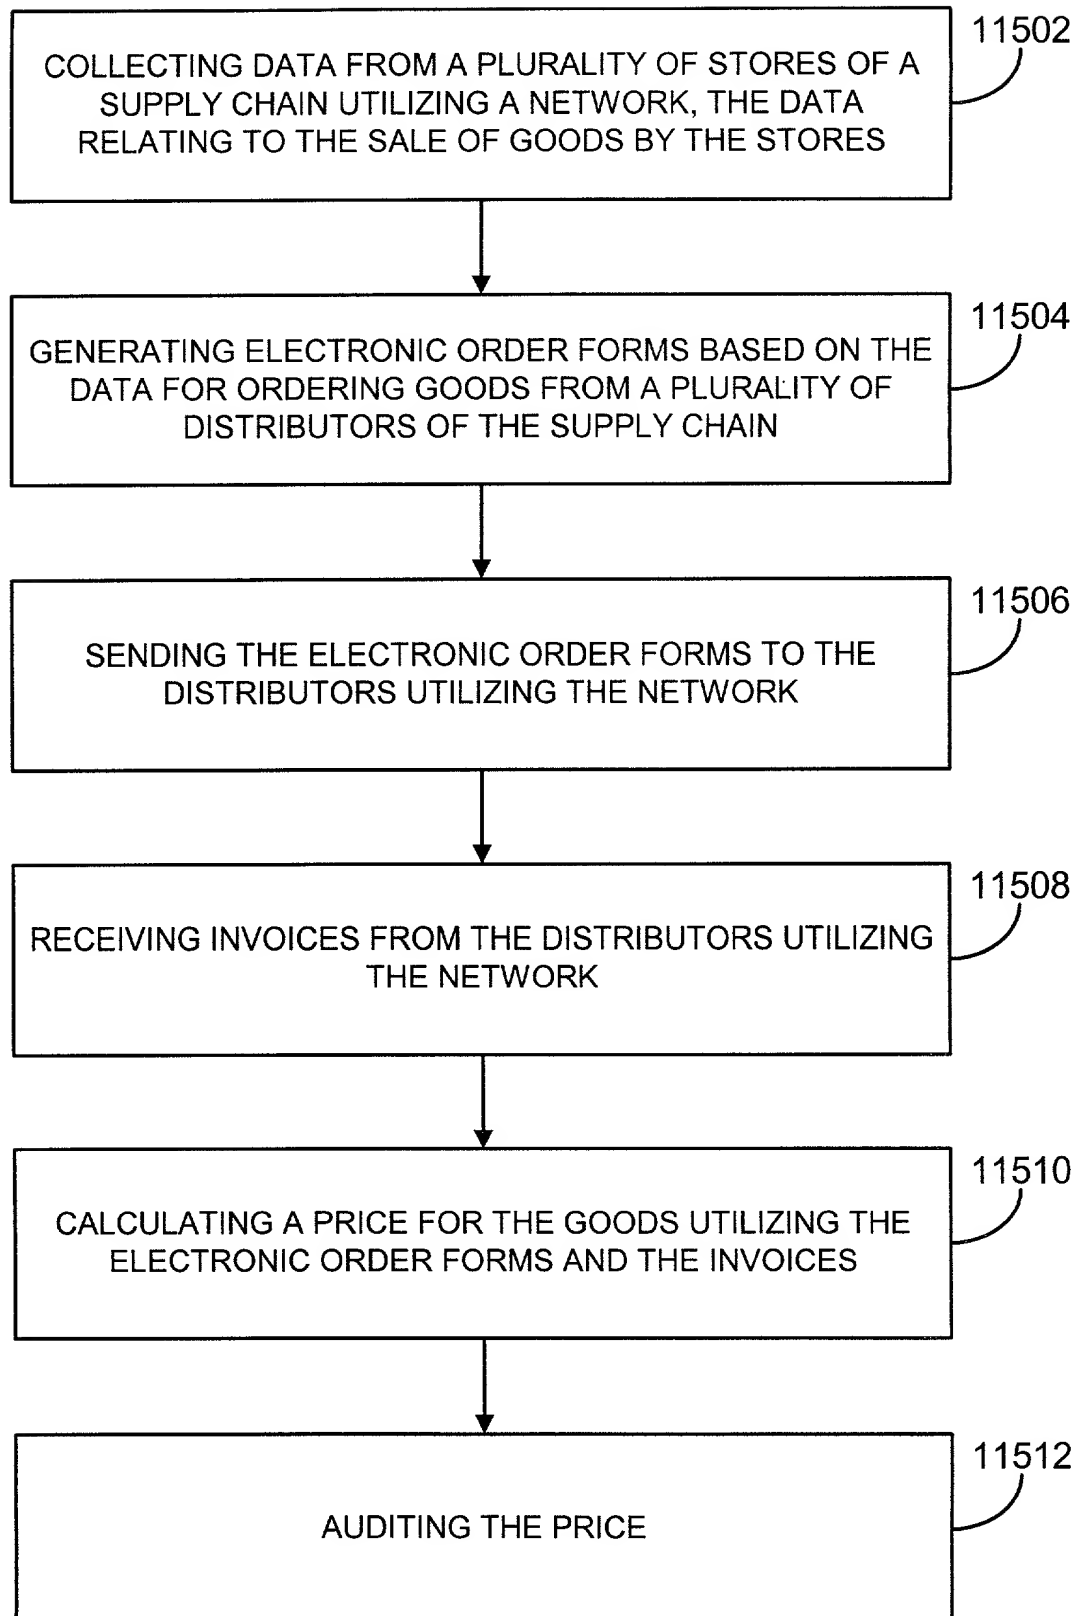 11502
COLLECTING DATA FROM A PLURALITY OF STORES OF A
SUPPLY CHAIN UTILIZING A NETWORK, THE DATA
RELATING TO THE SALE OF GOODS BY THE STORES
11504
GENERATING ELECTRONIC ORDER FORMS BASED ON THE
DATA FOR ORDERING GOODS FROM A PLURALITY OF
DISTRIBUTORS OF THE SUPPLY CHAIN
11506
SENDING THE ELECTRONIC ORDER FORMS TO THE
DISTRIBUTORS UTILIZING THE NETWORK
11508
RECEIVING INVOICES FROM THE DISTRIBUTORS UTILIZING
THE NETWORK
11510
CALCULATING A PRICE FOR THE GOODS UTILIZING THE
ELECTRONIC ORDER FORMS AND THE INVOICES
11512
AUDITING THE PRICE